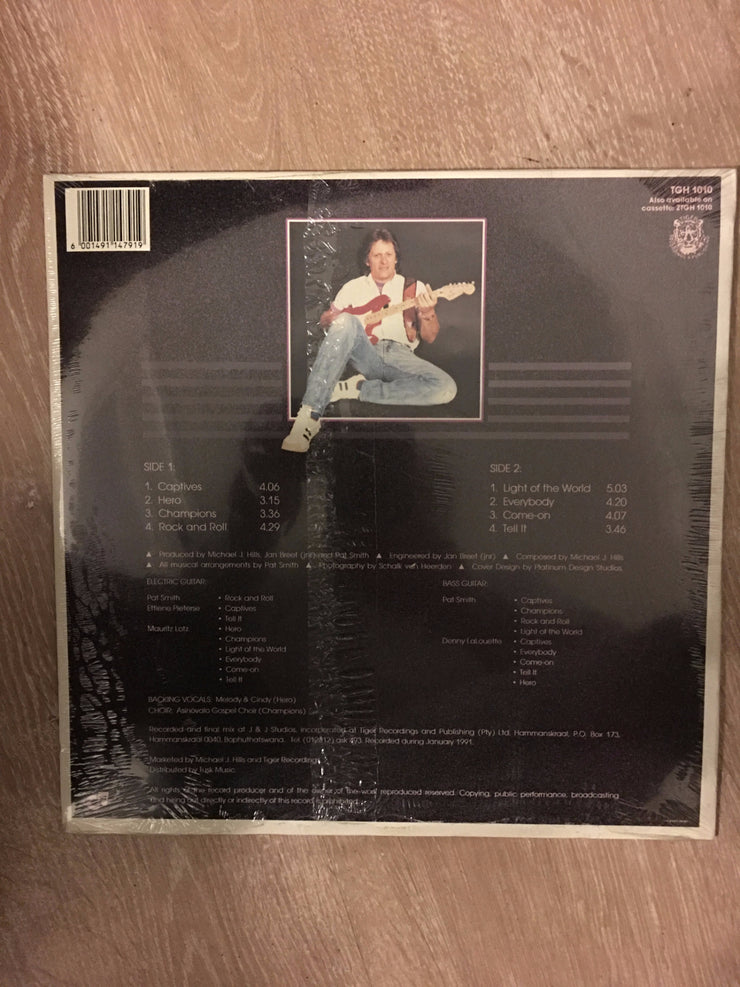 6 001491 147919
TGH 1010
Also available on
cassette: ZTGH 1010
SIDE 1:
1. Captives 4.06
2. Hero 3.15
3. Champions 3.36
4. Rock and Roll 4.29
SIDE 2:
1. Light of the World 5.03
2. Everybody 4.20
3. Come-on 4.07
4. Tell It 3.46
▲ Produced by Michael J. Hills, Jan Breet (jnr) and Pat Smith ▲ Engineered by Jan Breet (jnr) ▲ Composed by Michael J. Hills
▲ All musical arrangements by Pat Smith ▲ Photography by Schalk van Heerden ▲ Cover Design by Platinum Design Studios
ELECTRIC GUITAR:
Pat Smith • Rock and Roll
Ettiene Pieterse • Captives
• Tell It
Mauritz Lotz • Hero
• Champions
• Light of the World
• Everybody
• Come-on
• Tell It
BASS GUITAR:
Pat Smith • Captives
• Champions
• Rock and Roll
• Light of the World
Denny LaLouette • Captives
• Everybody
• Come-on
• Tell It
• Hero
BACKING VOCALS: Melody & Cindy (Hero)
CHOIR: Asinovalo Gospel Choir (Champions)
Recorded and final mix at J & J Studios, incorporated at Tiger Recordings and Publishing (Pty) Ltd, Hammanskraal, P.O. Box 173,
Hammanskraal 0040, Bophuthatswana. Tel: ask 493. Recorded during January 1991.
Marketed by Michael J. Hills and Tiger Recording
Distributed by Tusk Music.
All rights of the record producer and of the owner of the work reproduced reserved. Copying, public performance, broadcasting
and hiring out directly or indirectly of this record is prohibited.